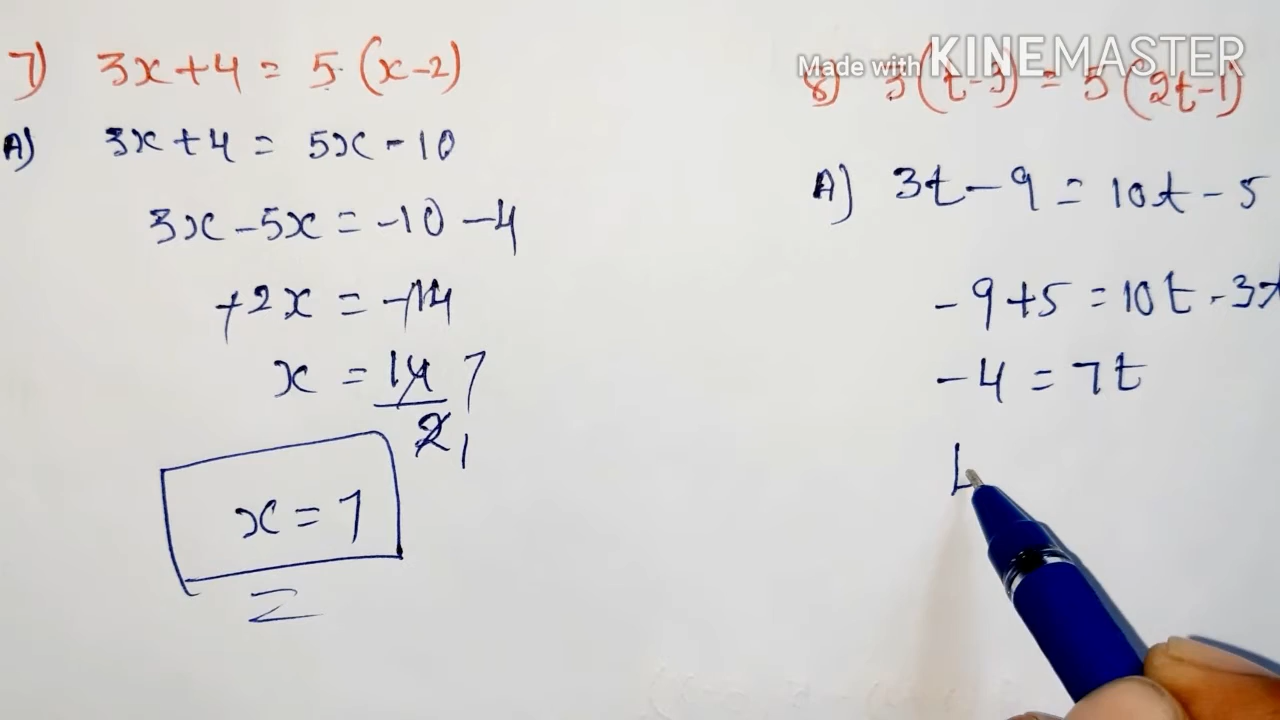 7) 3x+4 = 5 (x-2)
A) 3x+4 = 5x - 10
3x - 5x = -10 - 4
+2x = -14
x = 14 7
2 1
x = 7
Made with KINEMASTER
8) 3(t-3) = 5(2t-1)
A) 3t - 9 = 10t - 5
-9+5 = 10t - 3t
-4 = 7t